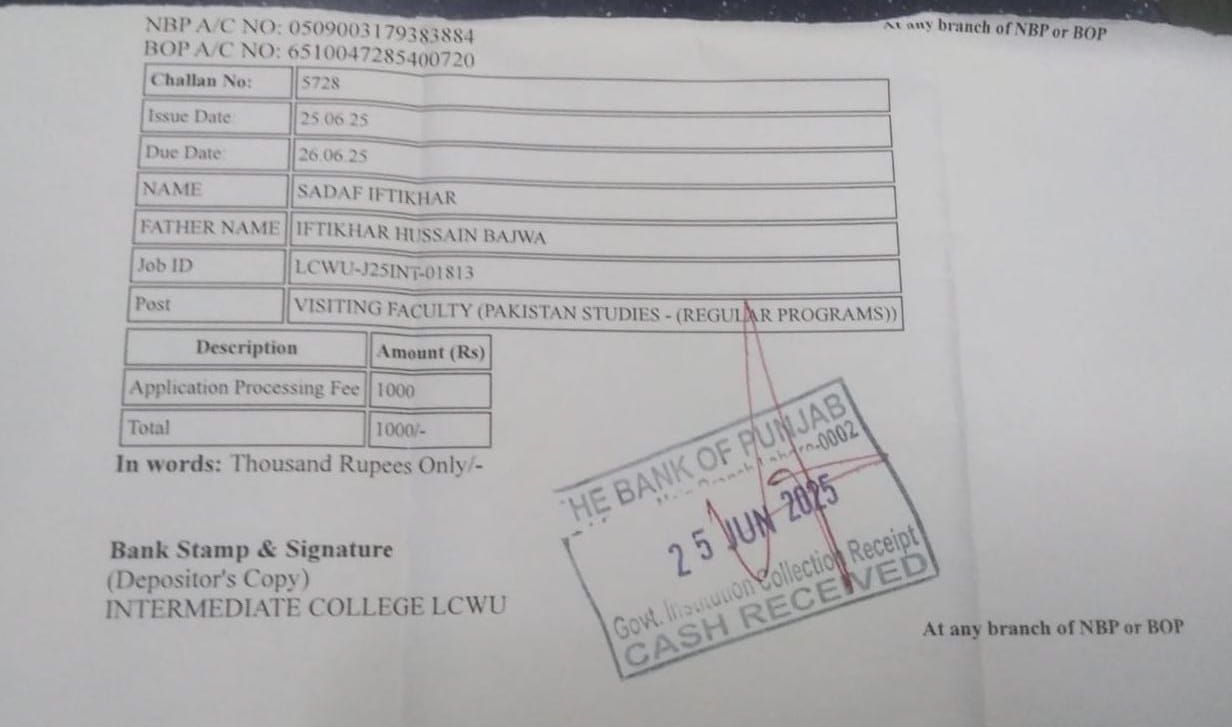 NBP A/C NO: 0509003179383884
At any branch of NBP or BOP
BOP A/C NO: 6510047285400720
Challan No: 5728
Issue Date: 25.06.25
Due Date: 26.06.25
NAME SADAF IFTIKHAR
FATHER NAME IFTIKHAR HUSSAIN BAJWA
Job ID LCWU-J25INT-01813
Post VISITING FACULTY (PAKISTAN STUDIES - (REGULAR PROGRAMS))
Description Amount (Rs)
Application Processing Fee 1000
Total 1000/-
In words: Thousand Rupees Only/-
THE BANK OF PUNJAB
-0002
25 JUN 2025
Govt. Institution Collection Receipt
CASH RECEIVED
Bank Stamp & Signature
(Depositor's Copy)
INTERMEDIATE COLLEGE LCWU
At any branch of NBP or BOP